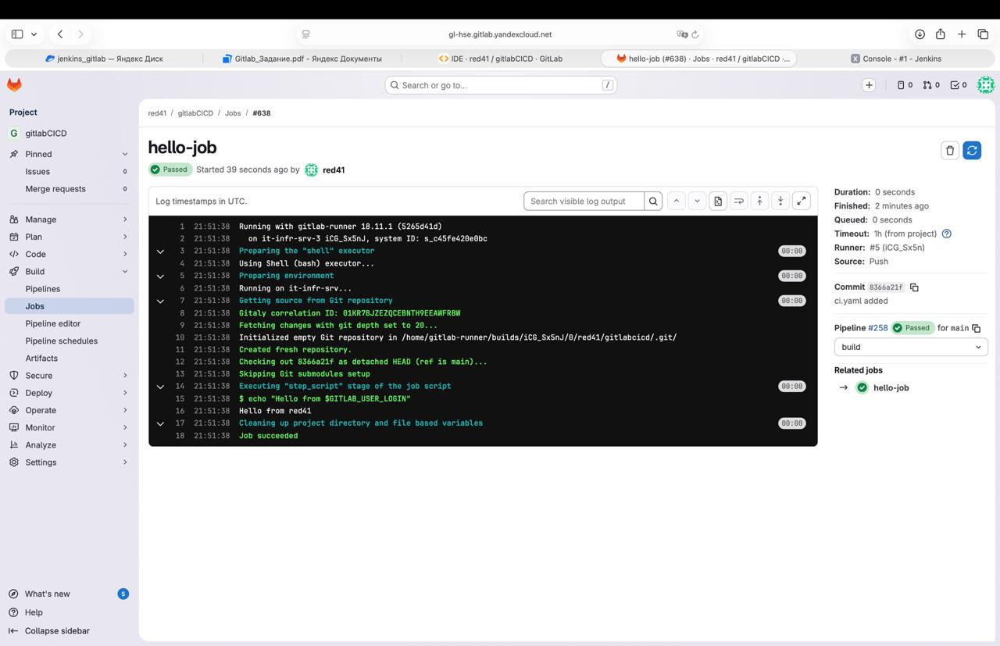 gl-hse.gitlab.yandexcloud.net
jenkins_gitlab — Яндекс Диск
Gitlab_Задание.pdf - Яндекс Документы
IDE · red41 / gitlabCICD · GitLab
hello-job (#638) · Jobs · red41 / gitlabCICD ·...
X Console - #1 - Jenkins
Search or go to...
/
0
0
0
Project
G gitlabCICD
Pinned
Issues 0
Merge requests 0
Manage
Plan
Code
Build
Pipelines
Jobs
Pipeline editor
Pipeline schedules
Artifacts
Secure
Deploy
Operate
Monitor
Analyze
Settings
What's new 5
Help
Collapse sidebar
red41 / gitlabCICD / Jobs / #638
hello-job
Passed Started 39 seconds ago by red41
Log timestamps in UTC.
Search visible log output
1 21:51:38 Running with gitlab-runner 18.11.1 (5265d41d)
2 21:51:38 on it-infr-srv-3 iCG_Sx5nJ, system ID: s_c45fe420e0bc
3 21:51:38 Preparing the "shell" executor 00:00
4 21:51:38 Using Shell (bash) executor...
5 21:51:38 Preparing environment 00:00
6 21:51:38 Running on it-infr-srv...
7 21:51:38 Getting source from Git repository 00:00
8 21:51:38 Gitaly correlation ID: 01KR7BJZEZQCEBNTH9EEAWFRBW
9 21:51:38 Fetching changes with git depth set to 20...
10 21:51:38 Initialized empty Git repository in /home/gitlab-runner/builds/iCG_Sx5nJ/0/red41/gitlabcicd/.git/
11 21:51:38 Created fresh repository.
12 21:51:38 Checking out 8366a21f as detached HEAD (ref is main)...
13 21:51:38 Skipping Git submodules setup
14 21:51:38 Executing "step_script" stage of the job script 00:00
15 21:51:38 $ echo "Hello from $GITLAB_USER_LOGIN"
16 21:51:38 Hello from red41
17 21:51:38 Cleaning up project directory and file based variables 00:00
18 21:51:38 Job succeeded
Duration: 0 seconds
Finished: 2 minutes ago
Queued: 0 seconds
Timeout: 1h (from project)
Runner: #5 (iCG_Sx5n)
Source: Push
Commit 8366a21f
ci.yaml added
Pipeline #258 Passed for main
build
Related jobs
→ hello-job